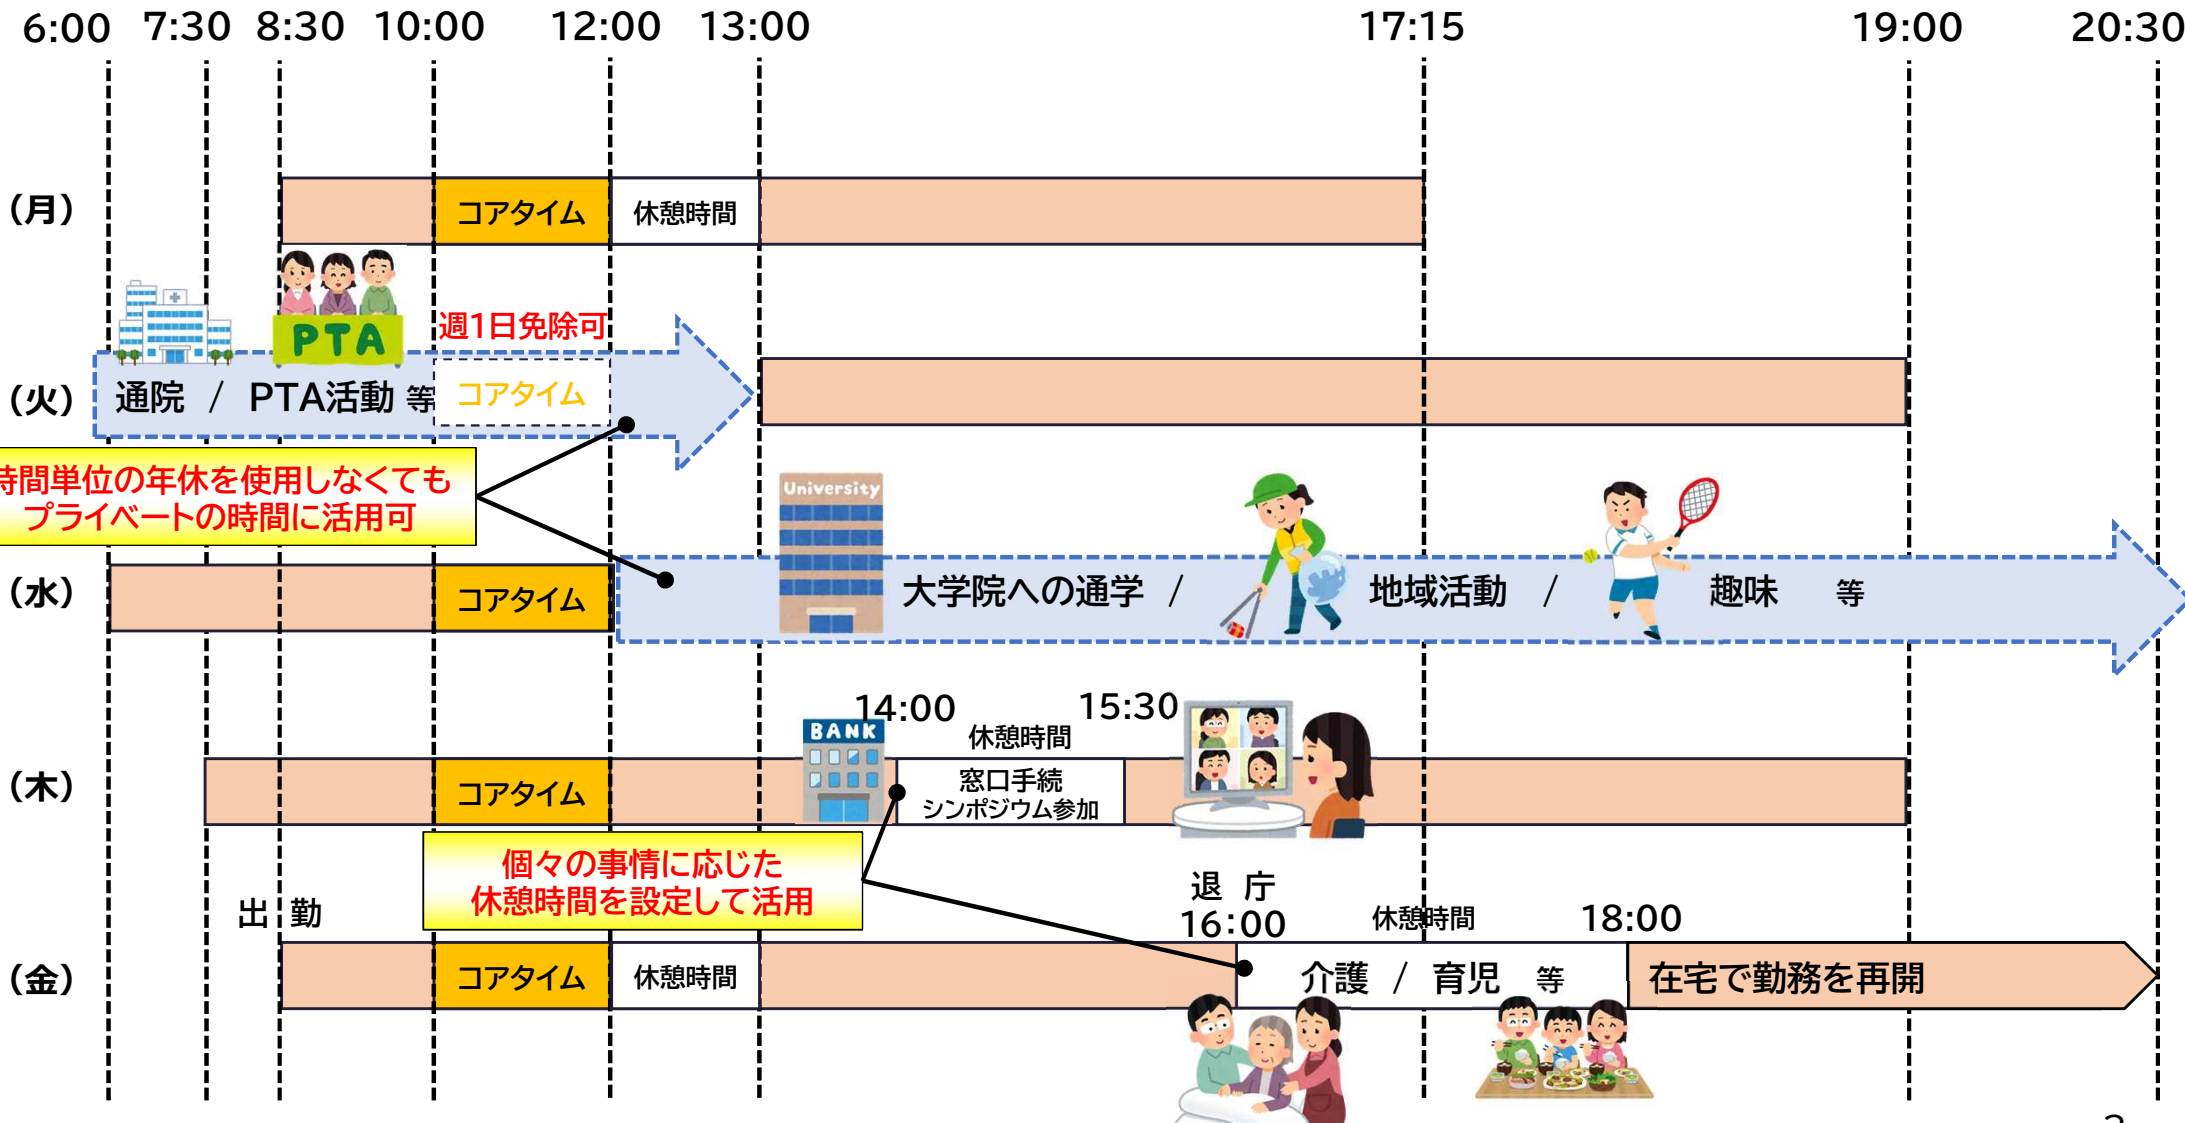 6:00 7:30 8:30 10:00 12:00 13:00 17:15 19:00 20:30
(月) コアタイム 休憩時間
PTA
週1日免除可
(火) 通院 / PTA活動 等 コアタイム
時間単位の年休を使用しなくても
プライベートの時間に活用可
University
(水) コアタイム 大学院への通学 / 地域活動 / 趣味 等
14:00 15:30
BANK
休憩時間
(木) コアタイム 窓口手続
シンポジウム参加
個々の事情に応じた
休憩時間を設定して活用
退 庁
出 勤 16:00 休憩時間 18:00
(金) コアタイム 休憩時間 介護 / 育児 等 在宅で勤務を再開